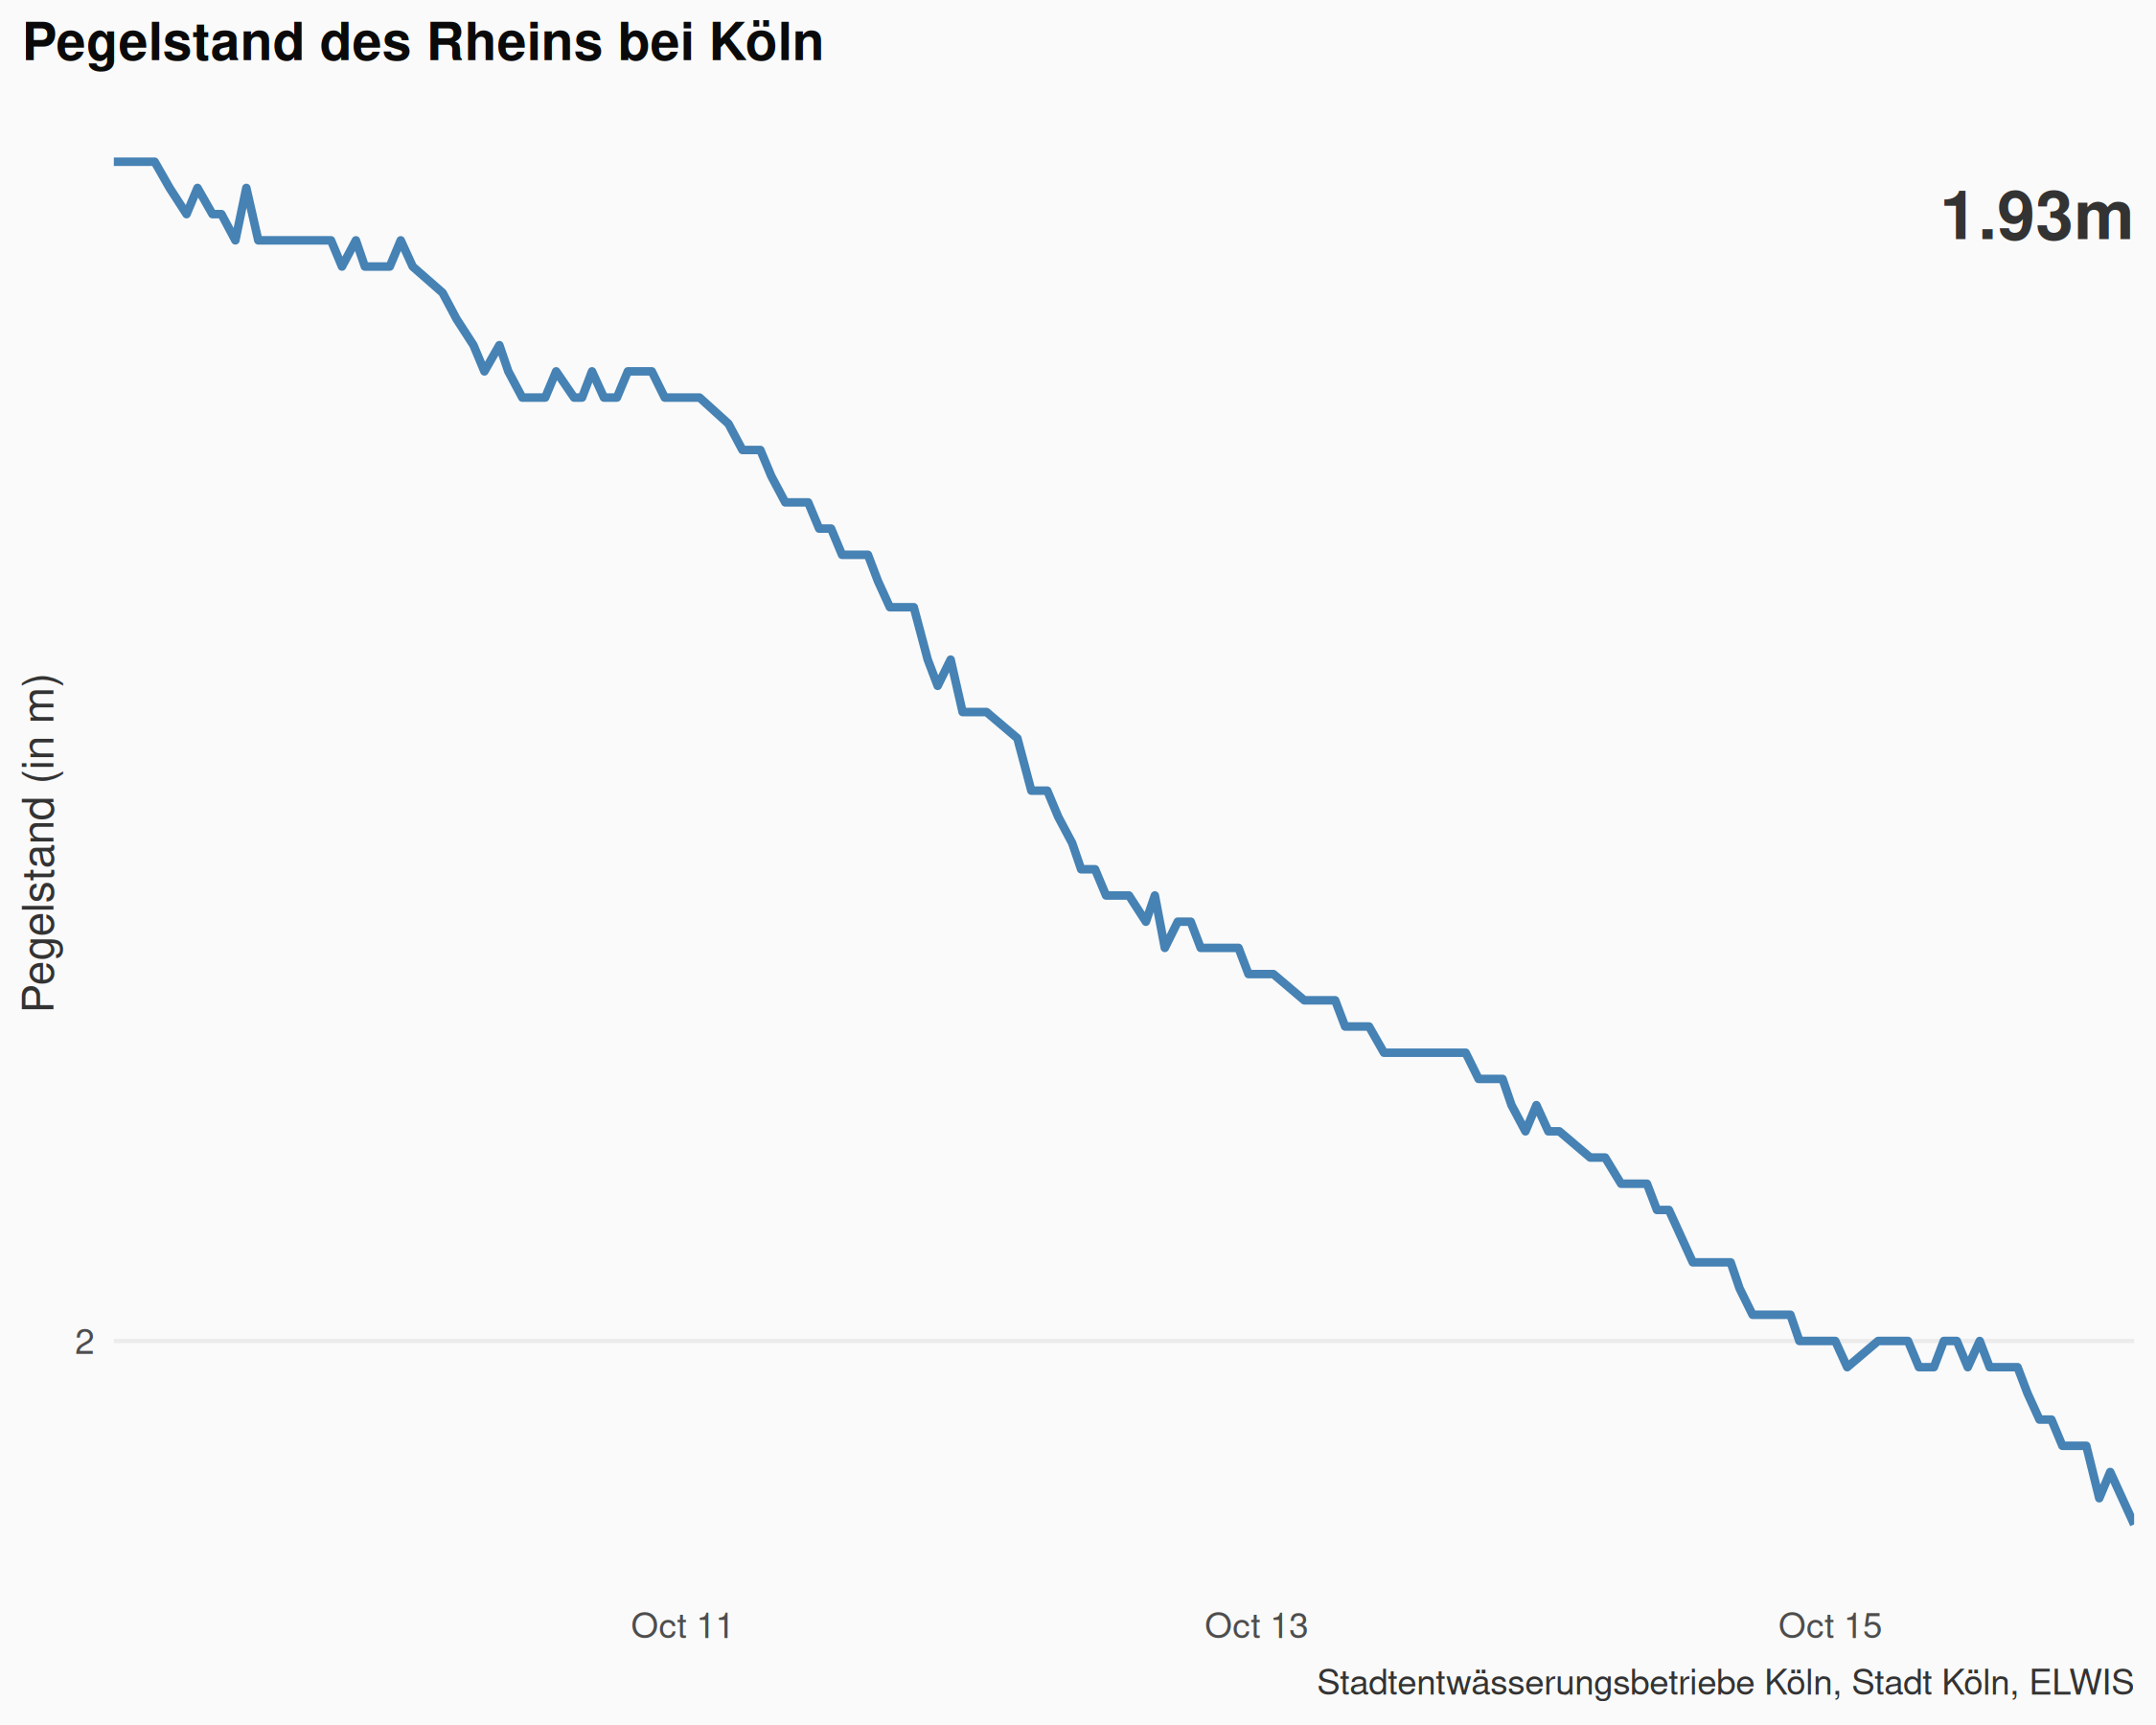 Pegelstand des Rheins bei Köln
1.93m
Pegelstand (in m)
2
Oct 11
Oct 13
Oct 15
Stadtentwässerungsbetriebe Köln, Stadt Köln, ELWIS